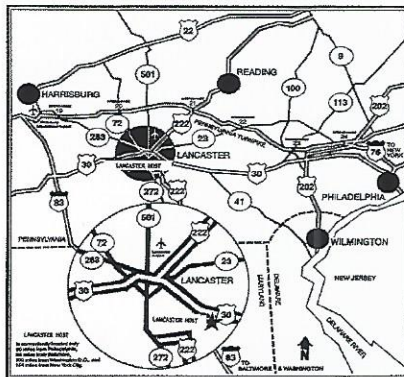 22
9
READING
HARRISBURG
501
100
222
113
202
72
283
23
PENNSYLVANIA TURNPIKE
22
21
30
LANCASTER
LANCASTER HOST
76
TO
NEW YORK
272
222
30
202
PHILADELPHIA
83
501
41
WILMINGTON
PENNSYLVANIA
72
222
283
LANCASTER
23
30
LANCASTER HOST
30
272
222
MARYLAND
DELAWARE
NEW JERSEY
DELAWARE RIVER
N
83
TO
BALTIMORE & WASHINGTON
LANCASTER HOST